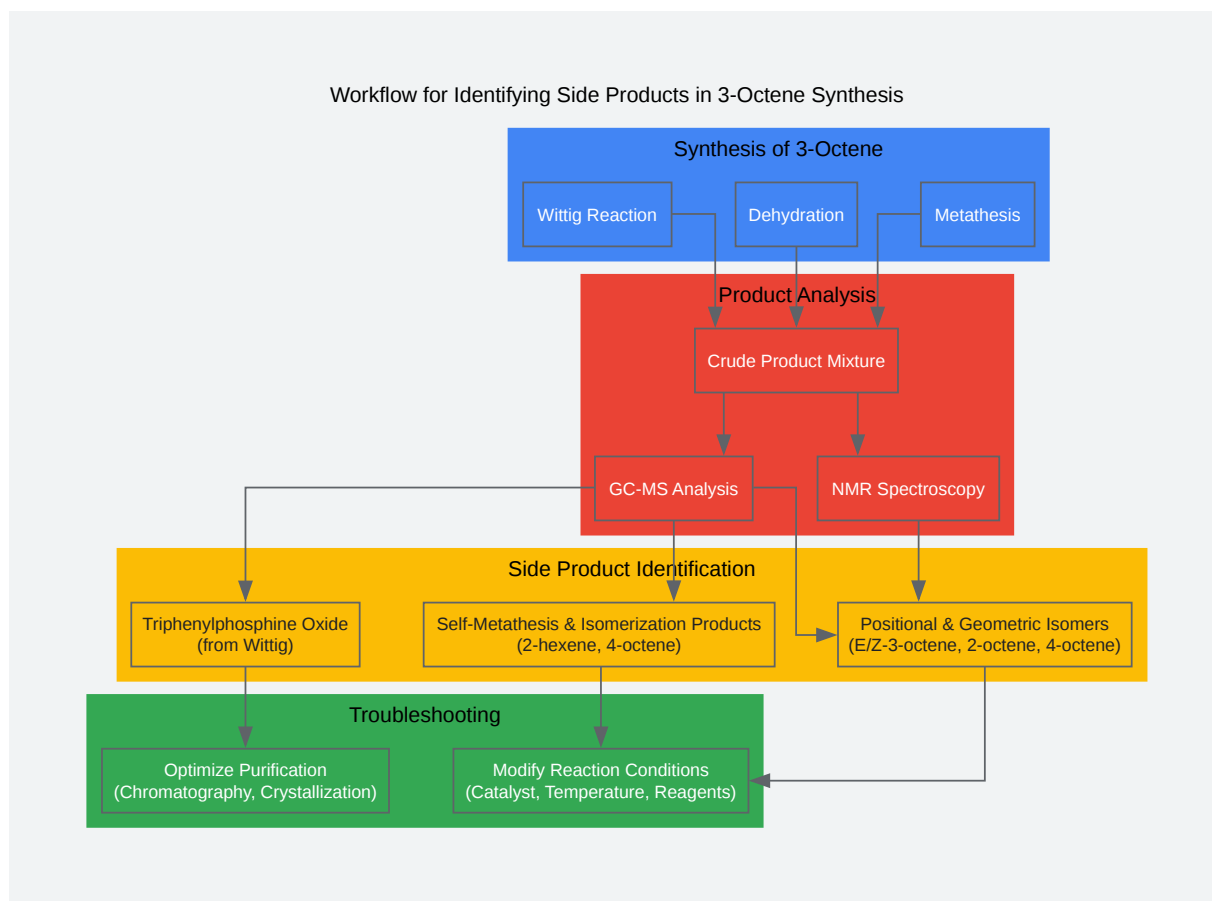 Workflow for Identifying Side Products in 3-Octene Synthesis
Synthesis of 3-Octene
Wittig Reaction
Dehydration
Metathesis
Product Analysis
Crude Product Mixture
GC-MS Analysis
NMR Spectroscopy
Side Product Identification
Triphenylphosphine Oxide
(from Wittig)
Self-Metathesis & Isomerization Products
(2-hexene, 4-octene)
Positional & Geometric Isomers
(E/Z-3-octene, 2-octene, 4-octene)
Troubleshooting
Optimize Purification
(Chromatography, Crystallization)
Modify Reaction Conditions
(Catalyst, Temperature, Reagents)